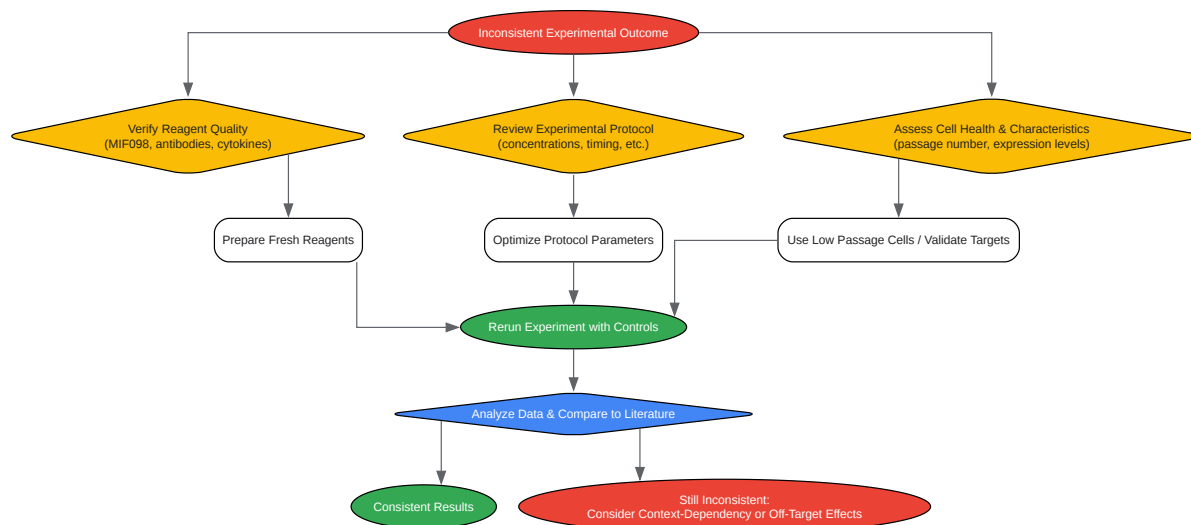 Inconsistent Experimental Outcome
Verify Reagent Quality
(MIF098, antibodies, cytokines)
Review Experimental Protocol
(concentrations, timing, etc.)
Assess Cell Health & Characteristics
(passage number, expression levels)
Prepare Fresh Reagents
Optimize Protocol Parameters
Use Low Passage Cells / Validate Targets
Rerun Experiment with Controls
Analyze Data & Compare to Literature
Consistent Results
Still Inconsistent:
Consider Context-Dependency or Off-Target Effects